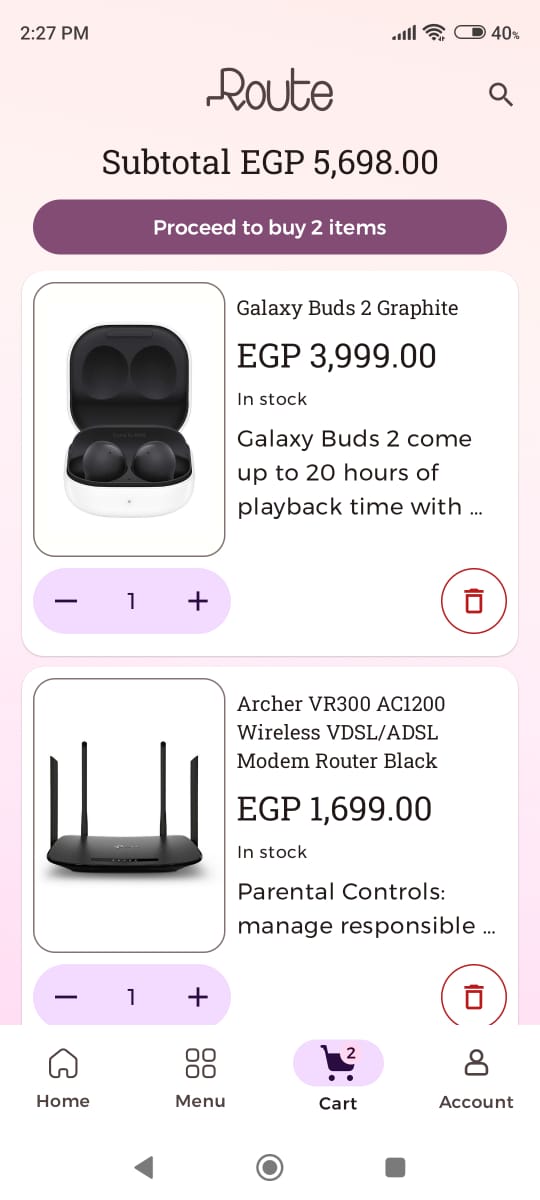 2:27 PM
40%
Route
Subtotal EGP 5,698.00
Proceed to buy 2 items
Galaxy Buds 2 Graphite
EGP 3,999.00
In stock
Galaxy Buds 2 come
up to 20 hours of
playback time with ...
1
Archer VR300 AC1200
Wireless VDSL/ADSL
Modem Router Black
EGP 1,699.00
In stock
Parental Controls:
manage responsible ...
1
2
Home
Menu
Cart
Account